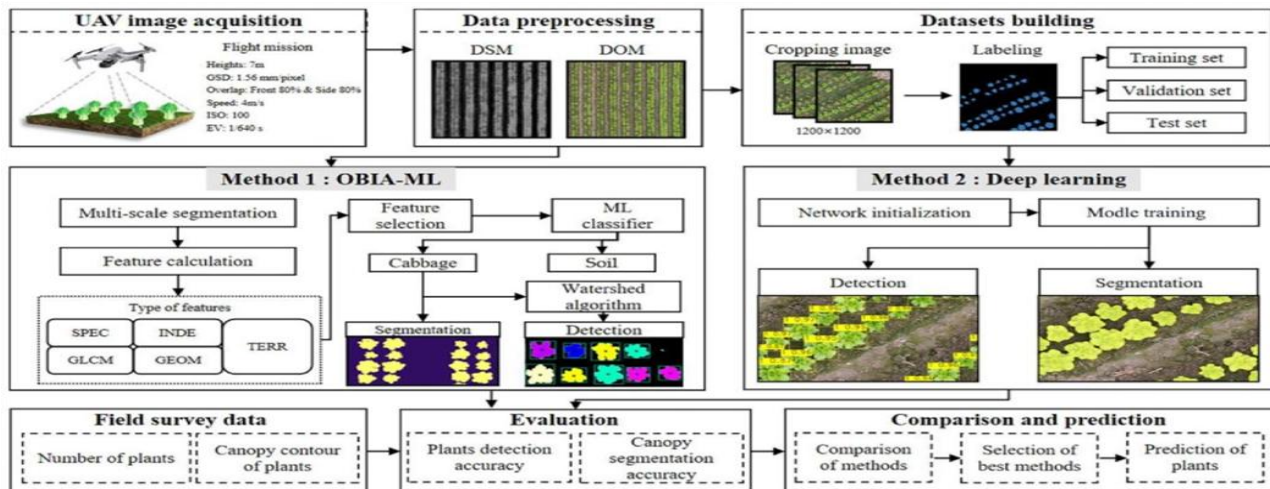 UAV image acquisition
Flight mission
Heights: 7m
GSD: 1.56 mm/pixel
Overlap: Front 80% & Side 80%
Speed: 4m/s
ISO: 100
EV: 1/640 s
Data preprocessing
DSM
DOM
Datasets building
Cropping image
1200×1200
Labeling
Training set
Validation set
Test set
Method 1 : OBIA-ML
Multi-scale segmentation
Feature calculation
Type of features
SPEC
INDE
TERR
GLCM
GEOM
Feature
selection
ML
classifier
Cabbage
Soil
Watershed
algorithm
Segmentation
Detection
Method 2 : Deep learning
Network initialization
Modle training
Detection
Segmentation
Field survey data
Number of plants
Canopy contour
of plants
Evaluation
Plants detection
accuracy
Canopy
segmentation
accuracy
Comparison and prediction
Comparison
of methods
Selection of
best methods
Prediction of
plants